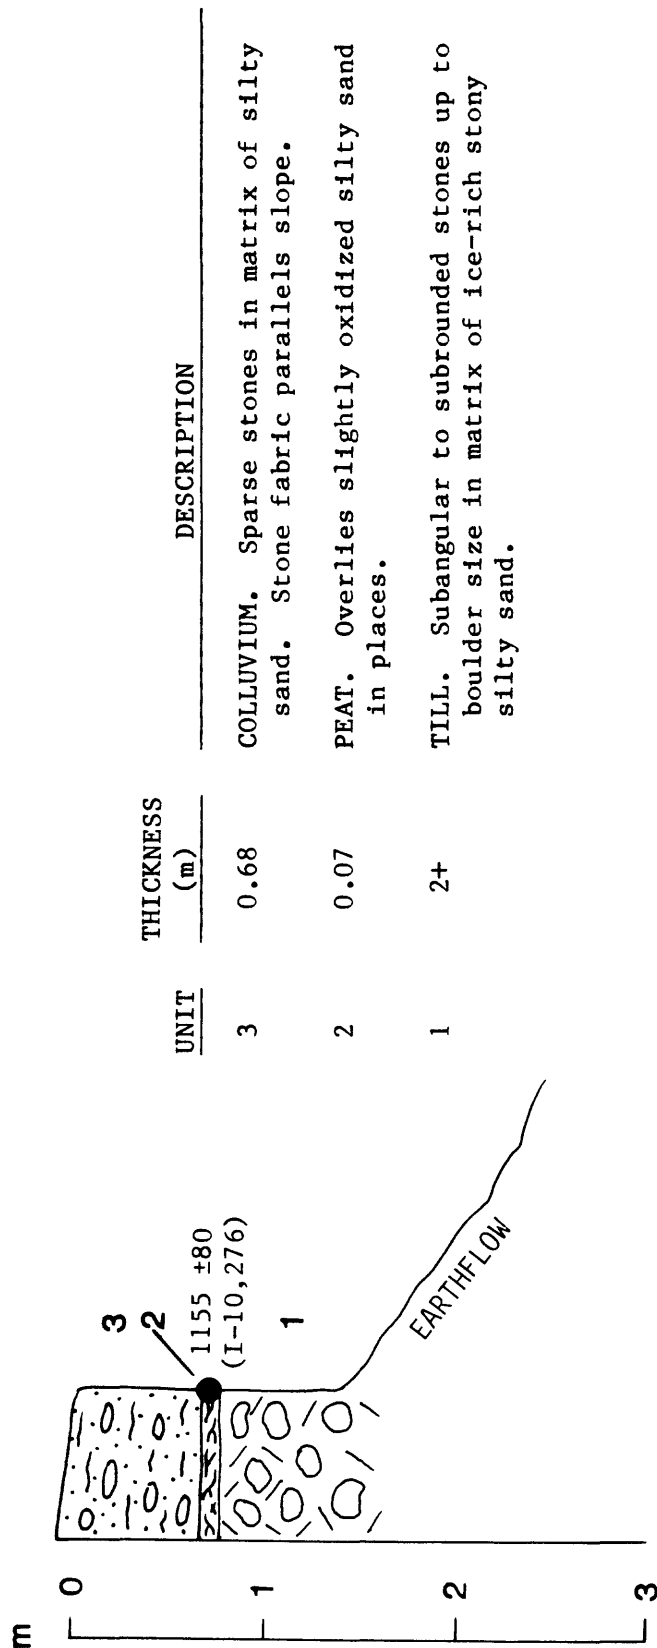 m
0
1
2
3
3
2
1155 ±80
(I-10,276)
1
EARTHFLOW
UNIT
THICKNESS
(m)
DESCRIPTION
3
0.68
COLLUVIUM. Sparse stones in matrix of silty
sand. Stone fabric parallels slope.
2
0.07
PEAT. Overlies slightly oxidized silty sand
in places.
1
2+
TILL. Subangular to subrounded stones up to
boulder size in matrix of ice-rich stony
silty sand.